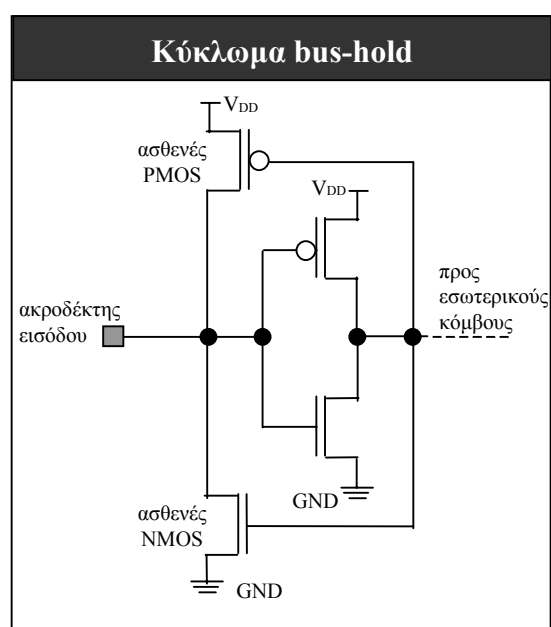 Κύκλωμα bus-hold
VDD
ασθενές
PMOS
VDD
προς
εσωτερικούς
κόμβους
ακροδέκτης
εισόδου
GND
ασθενές
NMOS
GND